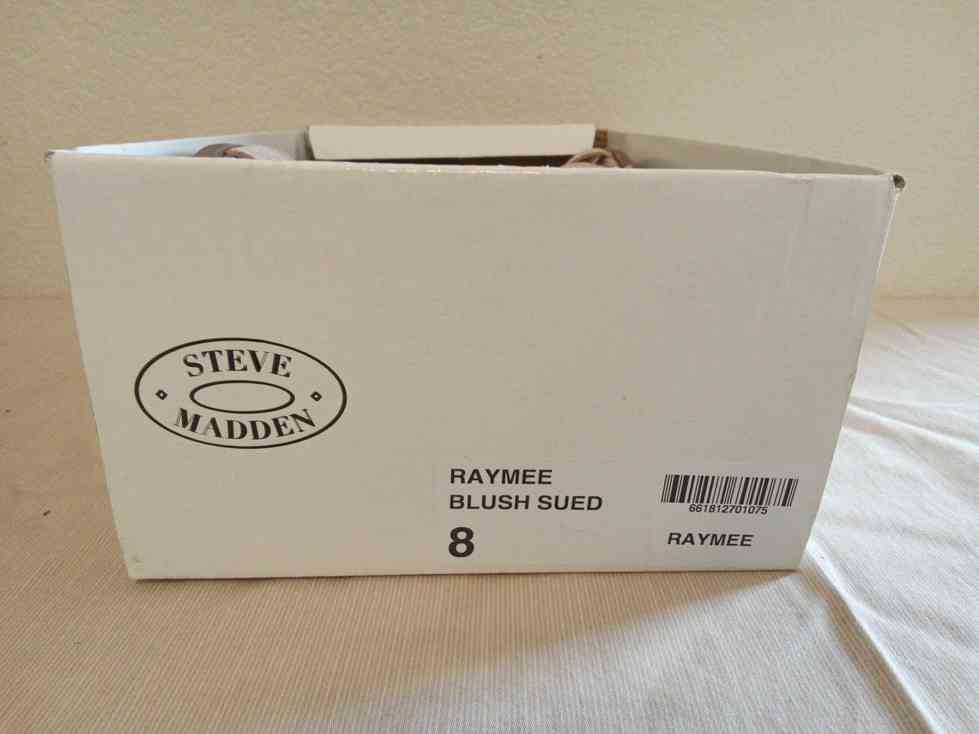 STEVE
MADDEN
RAYMEE
BLUSH SUED
8
661812701075
RAYMEE